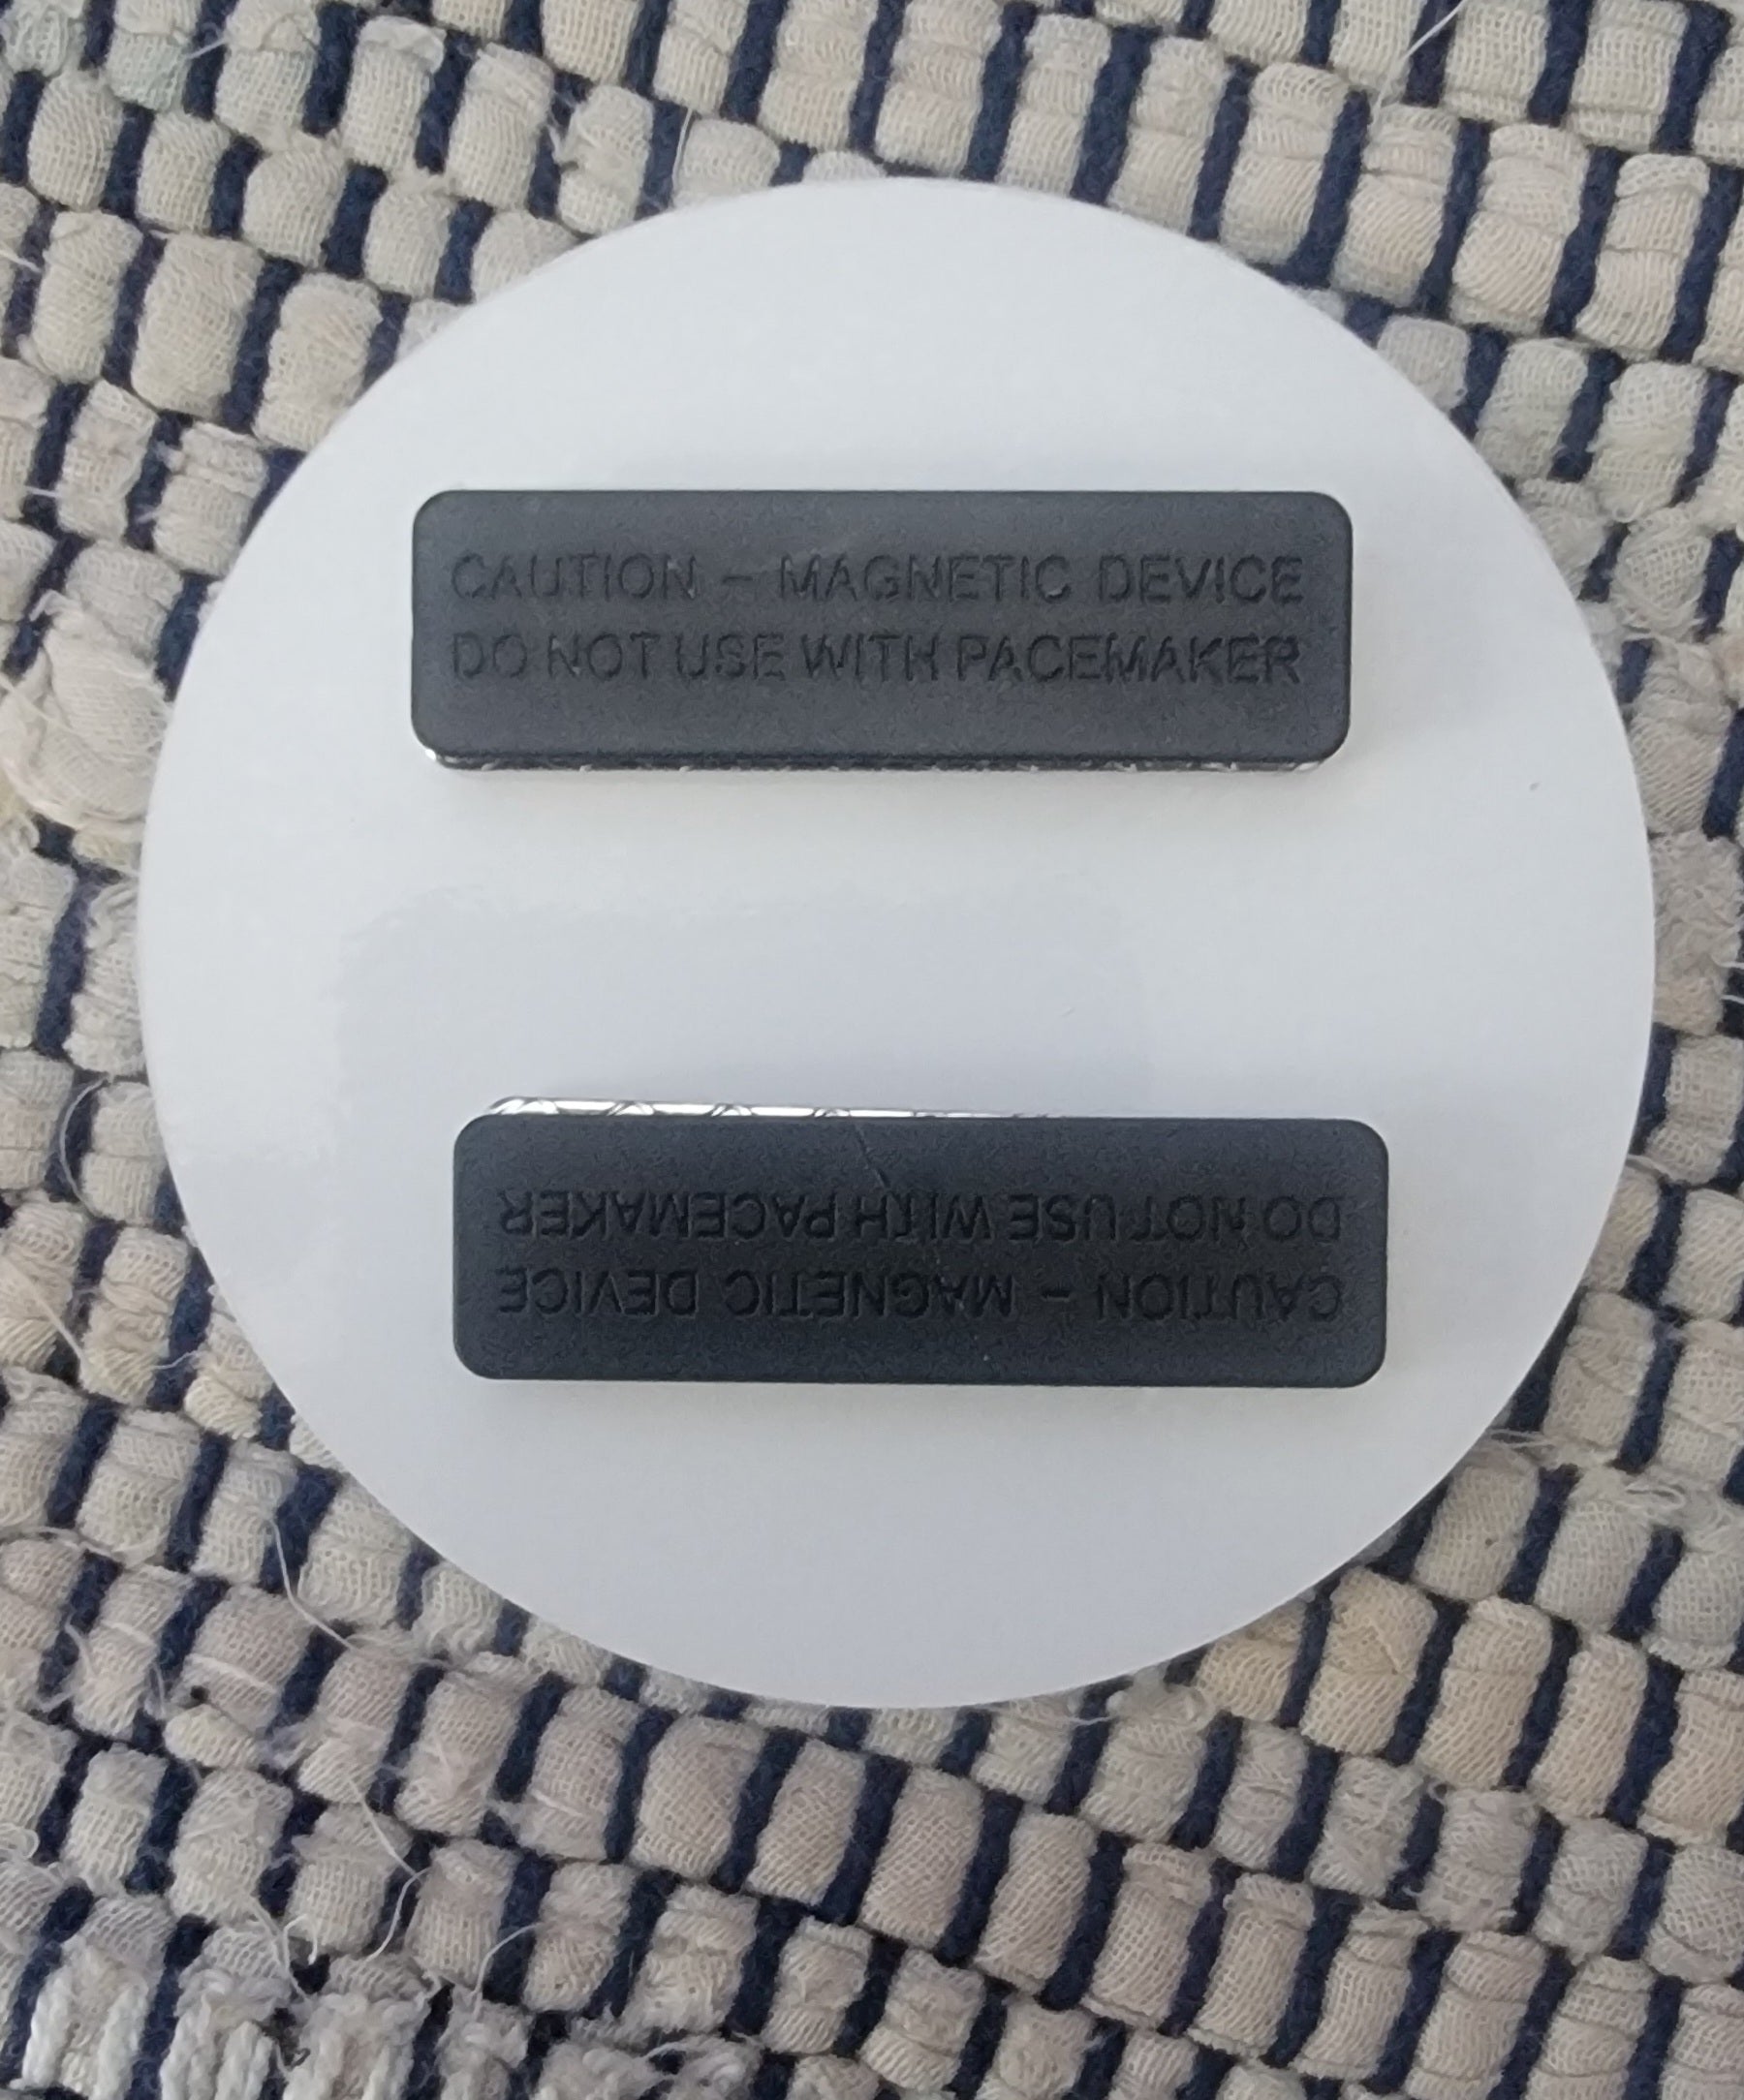 CAUTION – MAGNETIC DEVICE
DO NOT USE WITH PACEMAKER
CAUTION – MAGNETIC DEVICE
DO NOT USE WITH PACEMAKER